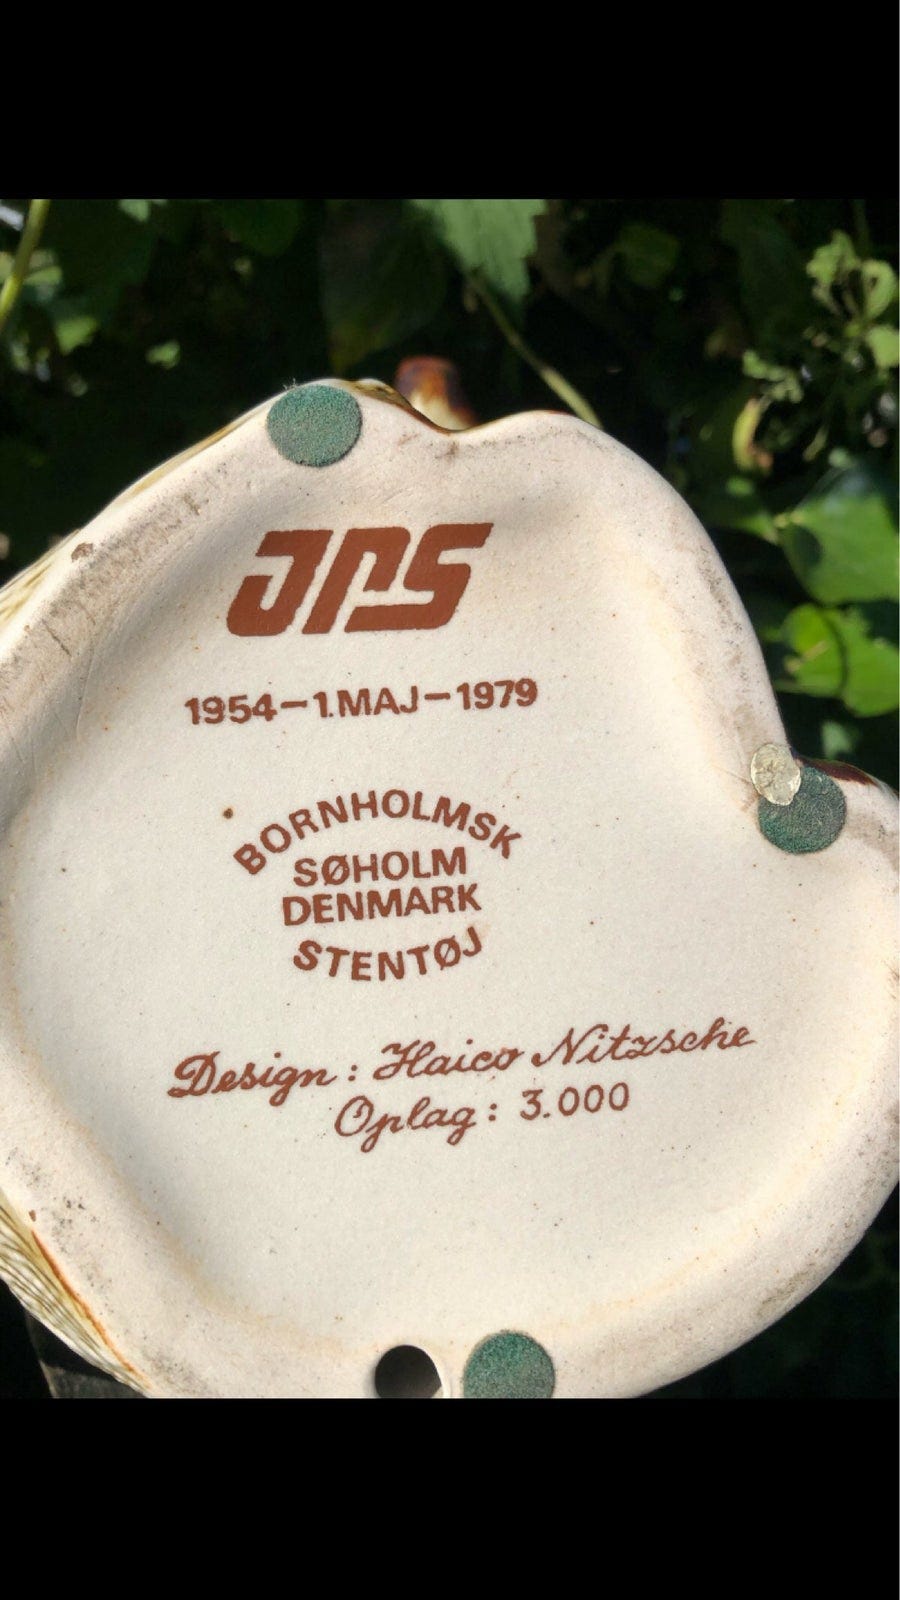 JPS
1954-1.MAJ-1979
BORNHOLMSK
SØHOLM
DENMARK
STENTØJ
Design: Haico Nitzsche
Oplag: 3.000